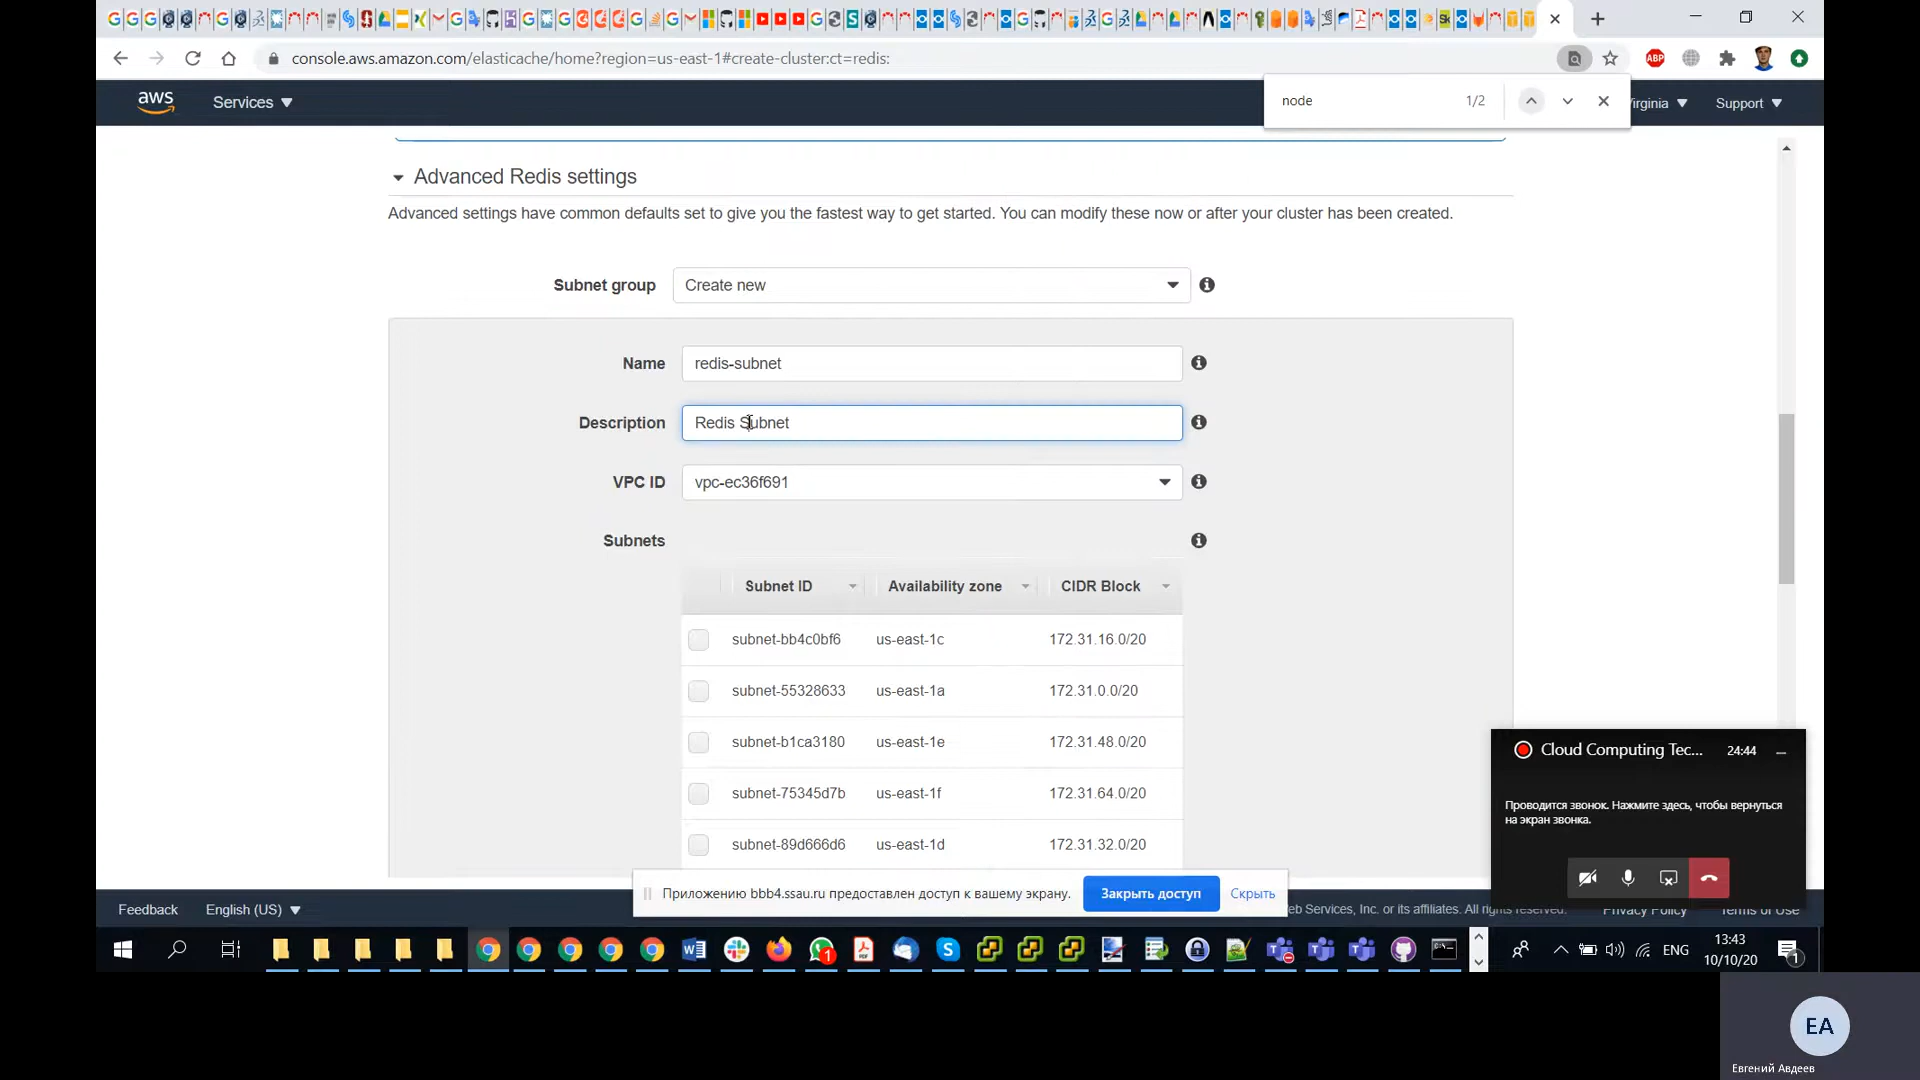 console.aws.amazon.com/elasticache/home?region=us-east-1#create-cluster:ct=redis:
ABP
node
1/2
aws
Services
irginia
Support
Advanced Redis settings
Advanced settings have common defaults set to give you the fastest way to get started. You can modify these now or after your cluster has been created.
Subnet group
Create new
Name
redis-subnet
Description
Redis Subnet
VPC ID
vpc-ec36f691
Subnets
Subnet ID
Availability zone
CIDR Block
subnet-bb4c0bf6 us-east-1c 172.31.16.0/20
subnet-55328633 us-east-1a 172.31.0.0/20
subnet-b1ca3180 us-east-1e 172.31.48.0/20
subnet-75345d7b us-east-1f 172.31.64.0/20
subnet-89d666d6 us-east-1d 172.31.32.0/20
Cloud Computing Tec...
24:44
Проводится звонок. Нажмите здесь, чтобы вернуться
на экран звонка.
Приложению bbb4.ssau.ru предоставлен доступ к вашему экрану.
Закрыть доступ
Скрыть
Feedback
English (US)
eb Services, Inc. or its affiliates. All rights reserved.
Privacy Policy
Terms of Use
ENG
13:43
10/10/20
1
1
EA
Евгений Авдеев